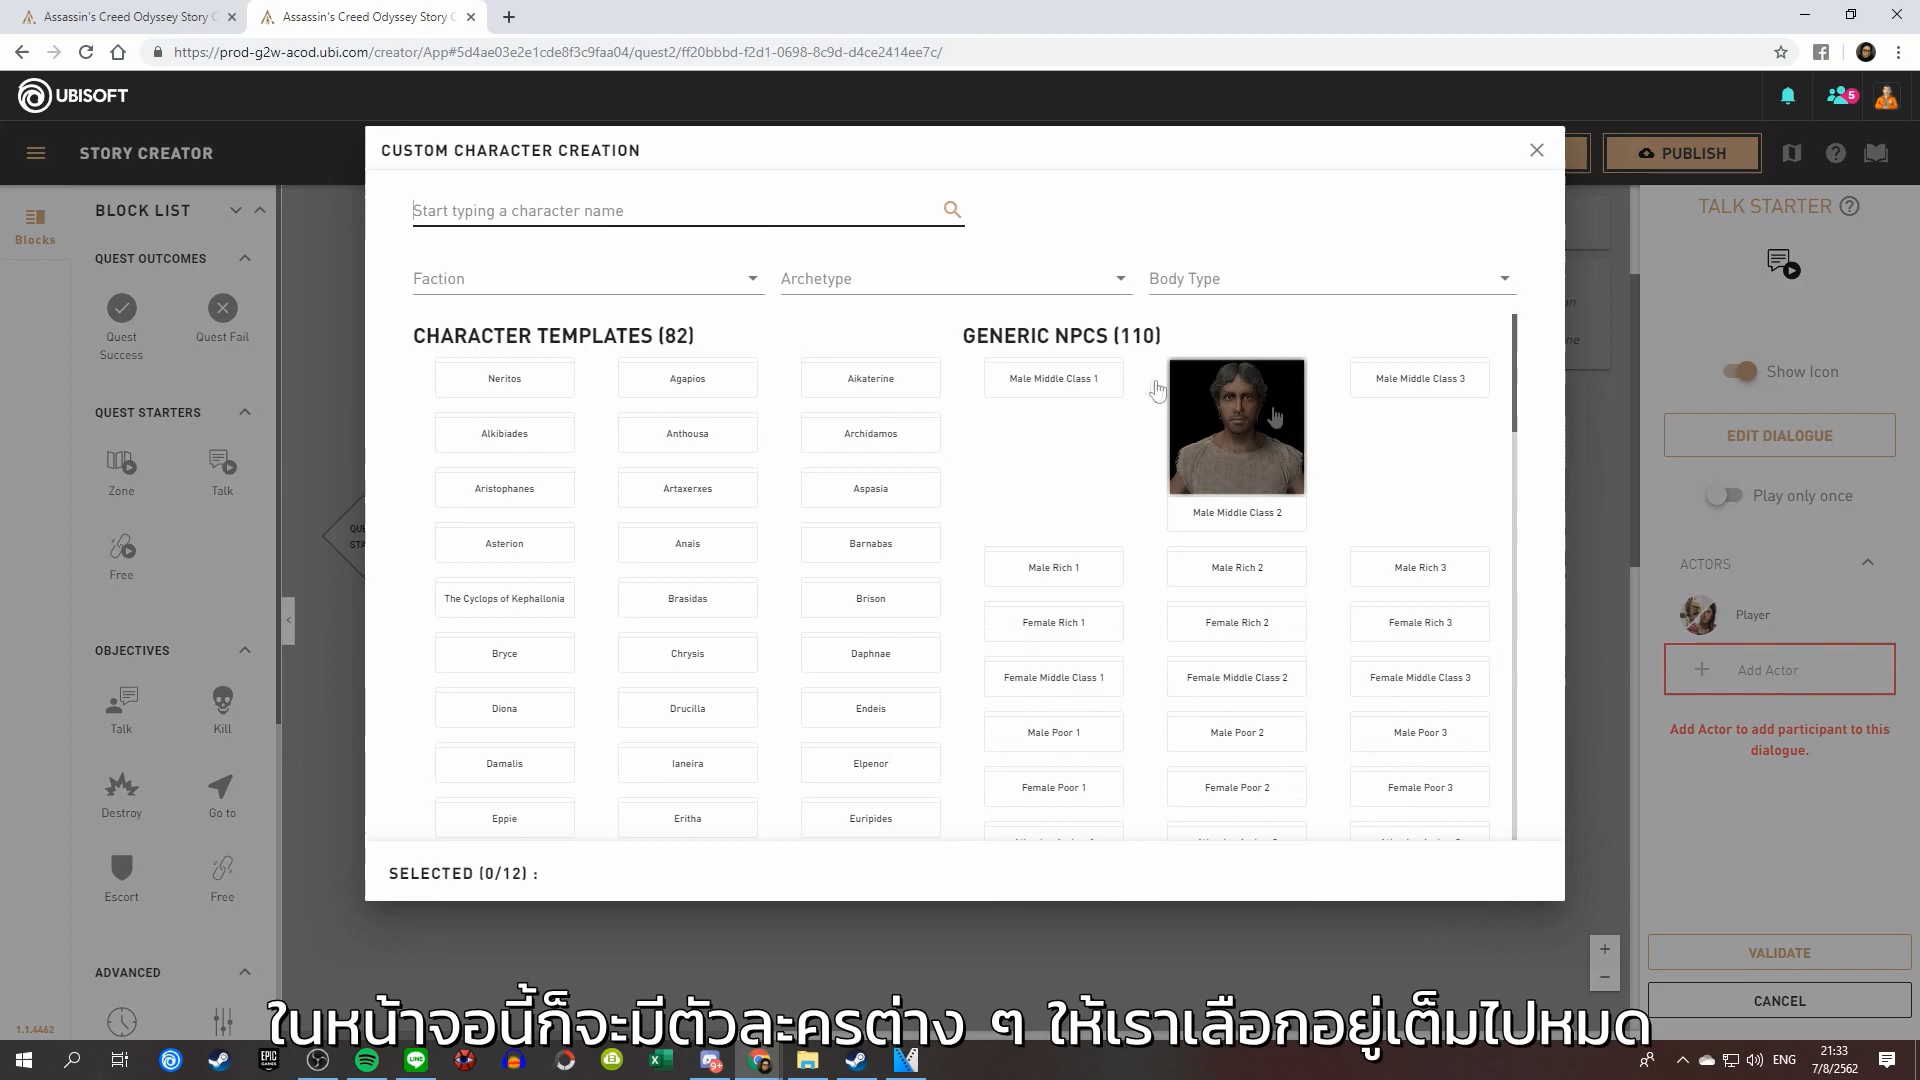 Assassin's Creed Odyssey Story C
Assassin's Creed Odyssey Story C
https://prod-g2w-acod.ubi.com/creator/App#5d4ae03e2e1cde8f3c9faa04/quest2/ff20bbbd-f2d1-0698-8c9d-d4ce2414ee7c/
UBISOFT
5
STORY CREATOR
PUBLISH
BLOCK LIST
Blocks
QUEST OUTCOMES
Quest Success
Quest Fail
QUEST STARTERS
Zone
Talk
Free
OBJECTIVES
Talk
Kill
Destroy
Go to
Escort
Free
ADVANCED
1.1.4462
CUSTOM CHARACTER CREATION
Start typing a character name
Faction
Archetype
Body Type
CHARACTER TEMPLATES (82)
Neritos
Agapios
Aikaterine
Alkibiades
Anthousa
Archidamos
Aristophanes
Artaxerxes
Aspasia
Asterion
Anais
Barnabas
The Cyclops of Kephallonia
Brasidas
Brison
Bryce
Chrysis
Daphnae
Diona
Drucilla
Endeis
Damalis
Ianeira
Elpenor
Eppie
Eritha
Euripides
GENERIC NPCS (110)
Male Middle Class 1
Male Middle Class 2
Male Middle Class 3
Male Rich 1
Male Rich 2
Male Rich 3
Female Rich 1
Female Rich 2
Female Rich 3
Female Middle Class 1
Female Middle Class 2
Female Middle Class 3
Male Poor 1
Male Poor 2
Male Poor 3
Female Poor 1
Female Poor 2
Female Poor 3
SELECTED (0/12) :
TALK STARTER
Show Icon
EDIT DIALOGUE
Play only once
ACTORS
Player
Add Actor
Add Actor to add participant to this
dialogue.
VALIDATE
CANCEL
ในหน้าจอนี้ก็จะมีตัวละครต่าง ๆ ให้เราเลือกอยู่เต็มไปหมด
ENG
21:33
7/8/2562